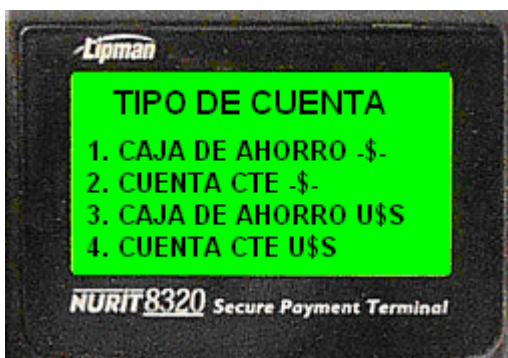 Lipman
TIPO DE CUENTA
1. CAJA DE AHORRO -$-
2. CUENTA CTE -$-
3. CAJA DE AHORRO U$S
4. CUENTA CTE U$S
NURIT 8320 Secure Payment Terminal